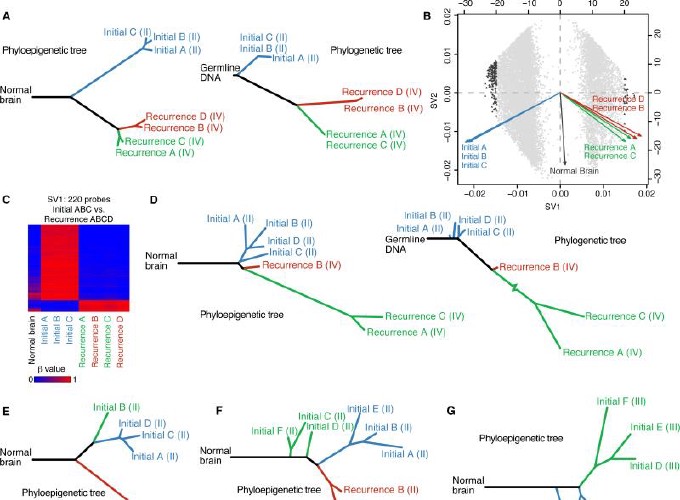 A
Initial C (II)
Initial B (II)
Initial A (II)
Phyloepigenetic tree
Normal
brain
Recurrence D (IV)
Recurrence B (IV)
Recurrence C (IV)
Recurrence A (IV)
Initial C (II)
Initial B (II)
Initial A (II)
Phylogenetic tree
Germline
DNA
Recurrence D (IV)
Recurrence B (IV)
Recurrence A (IV)
Recurrence C (IV)
B
-30 -20 -10 0 10 20
0.02
0.01
0.00
-0.01
-0.02
SV2
20
10
0
-10
-20
-30
Recurrence D
Recurrence B
Initial A
Initial B
Initial C
Recurrence A
Recurrence C
Normal Brain
-0.02 -0.01 0.00 0.01 0.02
SV1
C
SV1: 220 probes
Initial ABC vs.
Recurrence ABCD
Normal brain
Initial A
Initial B
Initial C
Recurrence A
Recurrence B
Recurrence C
Recurrence D
β value
0 1
D
Initial A (II)
Initial B (II)
Initial D (II)
Initial C (II)
Normal
brain
Recurrence B (IV)
Phyloepigenetic tree
Recurrence C (IV)
Recurrence A (IV)
Initial B (II)
Initial D (II)
Initial A (II)
Initial C (II)
Germline
DNA
Phylogenetic tree
Recurrence B (IV)
Recurrence C (IV)
Recurrence A (IV)
E
Initial B (II)
Initial D (II)
Initial C (II)
Initial A (II)
Normal
brain
Phyloepigenetic tree
F
Initial E (II)
Initial C (II)
Initial F (II)
Initial D (II)
Initial B (II)
Initial A (II)
Normal
brain
Phyloepigenetic tree
Recurrence B (II)
G
Initial F (III)
Phyloepigenetic tree
Initial E (III)
Initial D (III)
Normal
brain